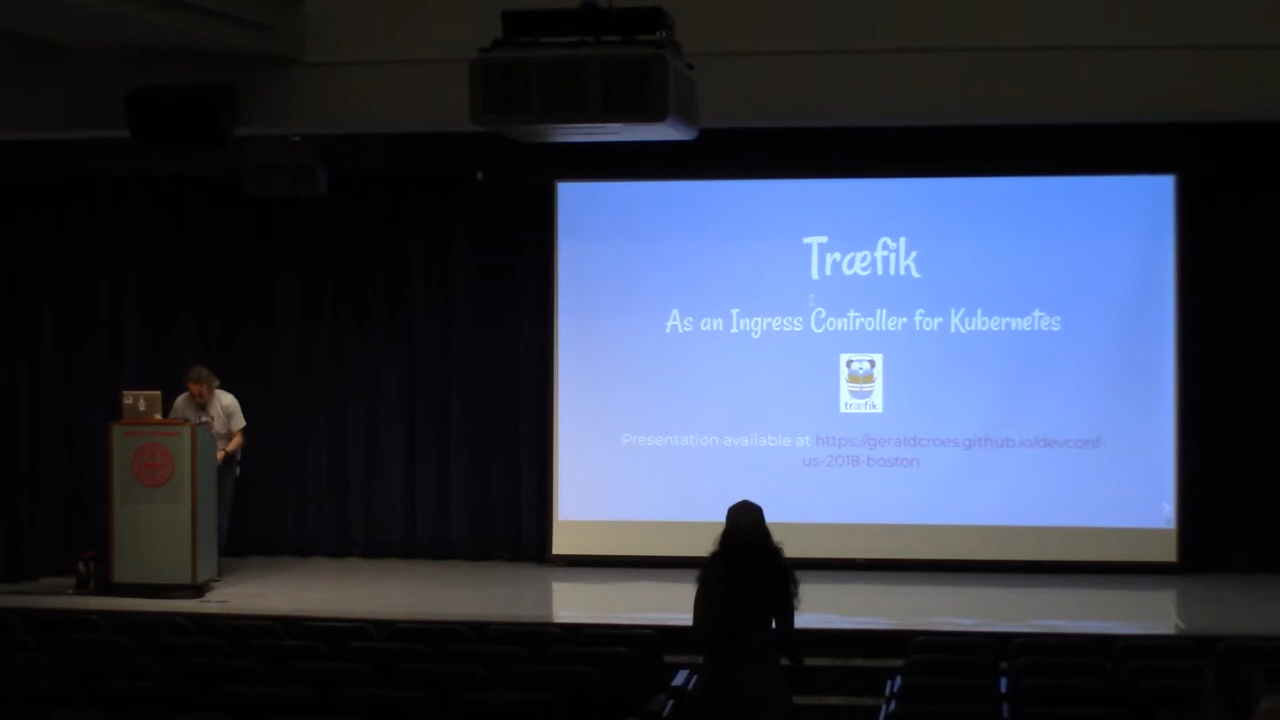 Træfik
As an Ingress Controller for Kubernetes
træfik
Presentation available at https://geraldcroes.github.io/devconf-
us-2018-boston